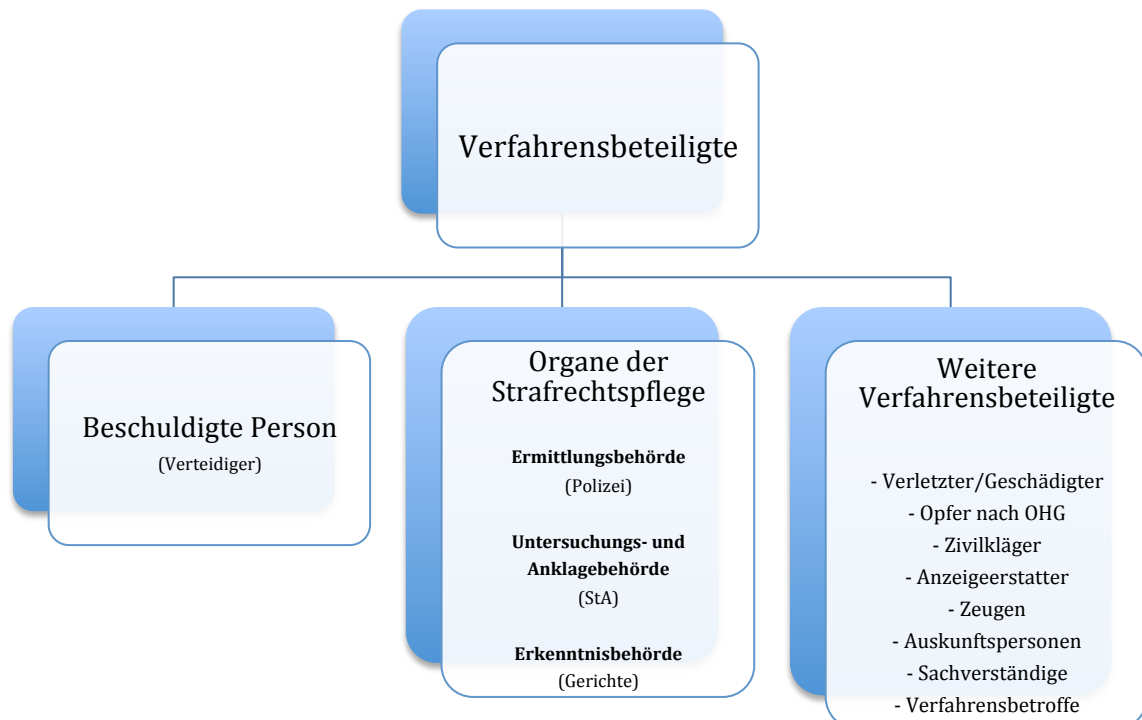 Verfahrensbeteiligte
Beschuldigte Person
(Verteidiger)
Organe der
Strafrechtspflege
Ermittlungsbehörde
(Polizei)
Untersuchungs- und
Anklagebehörde
(StA)
Erkenntnisbehörde
(Gerichte)
Weitere
Verfahrensbeteiligte
- Verletzter/Geschädigter
- Opfer nach OHG
- Zivilkläger
- Anzeigeerstatter
- Zeugen
- Auskunftspersonen
- Sachverständige
- Verfahrensbetroffe